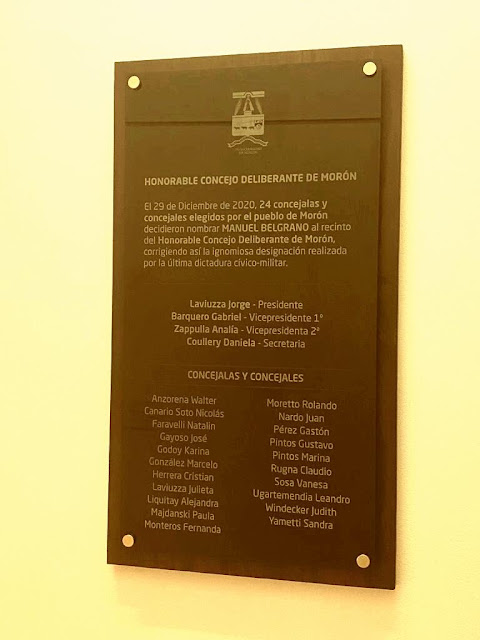 HONORABLE CONCEJO DELIBERANTE DE MORÓN
El 29 de Diciembre de 2020, 24 concejalas y
concejales elegidos por el pueblo de Morón
decidieron nombrar MANUEL BELGRANO al recinto
del Honorable Concejo Deliberante de Morón,
corrigiendo así la ignomiosa designación realizada
por la última dictadura cívico-militar.
Laviuzza Jorge - Presidente
Barquero Gabriel - Vicepresidente 1º
Zappulla Analía - Vicepresidenta 2º
Coullery Daniela - Secretaria
CONCEJALAS Y CONCEJALES
Anzorena Walter
Canario Soto Nicolás
Faravelli Natalin
Gayoso José
Godoy Karina
González Marcelo
Herrera Cristian
Laviuzza Julieta
Liquitay Alejandra
Majdanski Paula
Monteros Fernanda
Moretto Rolando
Nardo Juan
Pérez Gastón
Pintos Gustavo
Pintos Marina
Rugna Claudio
Sosa Vanesa
Ugartemendia Leandro
Windecker Judith
Yametti Sandra